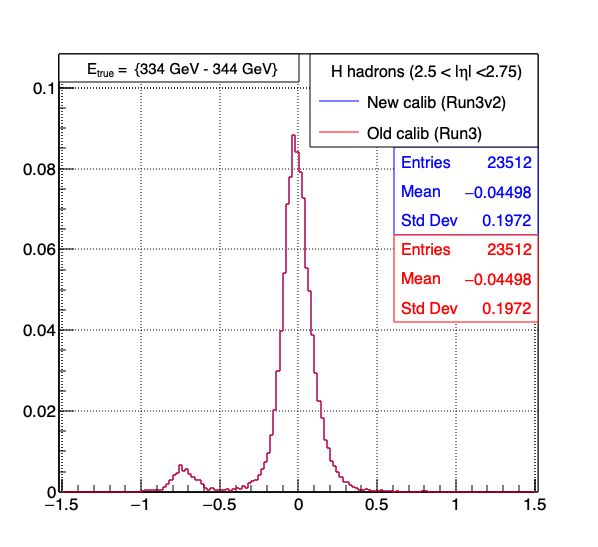 E_true = {334 GeV - 344 GeV}
H hadrons (2.5 < |η| <2.75)
New calib (Run3v2)
Old calib (Run3)
Entries 23512
Mean −0.04498
Std Dev 0.1972
Entries 23512
Mean −0.04498
Std Dev 0.1972
0.1
0.08
0.06
0.04
0.02
0
−1.5 −1 −0.5 0 0.5 1 1.5